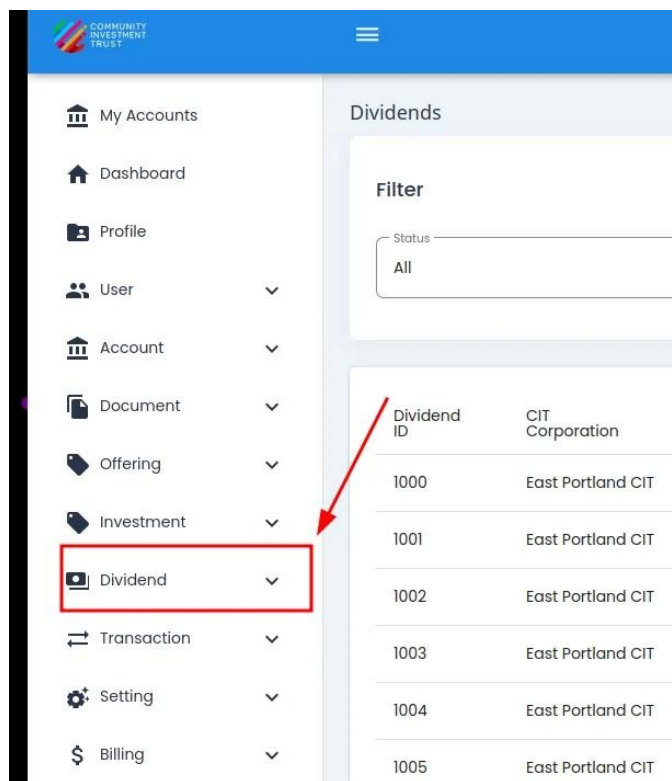 COMMUNITY
INVESTMENT
TRUST
My Accounts
Dashboard
Profile
User
Account
Document
Offering
Investment
Dividend
Transaction
Setting
$ Billing
Dividends
Filter
Status
All
Dividend ID
CIT Corporation
1000 East Portland CIT
1001 East Portland CIT
1002 East Portland CIT
1003 East Portland CIT
1004 East Portland CIT
1005 East Portland CIT